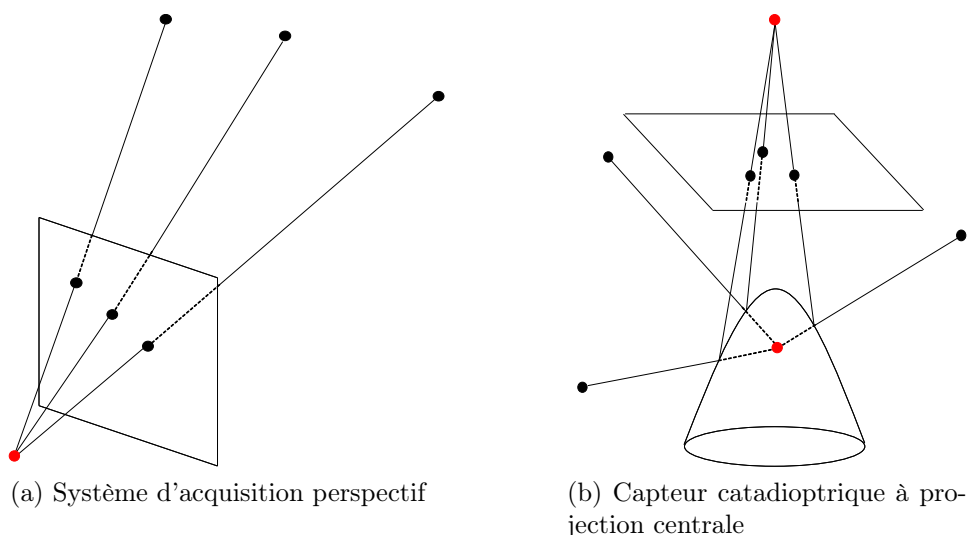 (a) Système d'acquisition perspectif
(b) Capteur catadioptrique à pro-
jection centrale